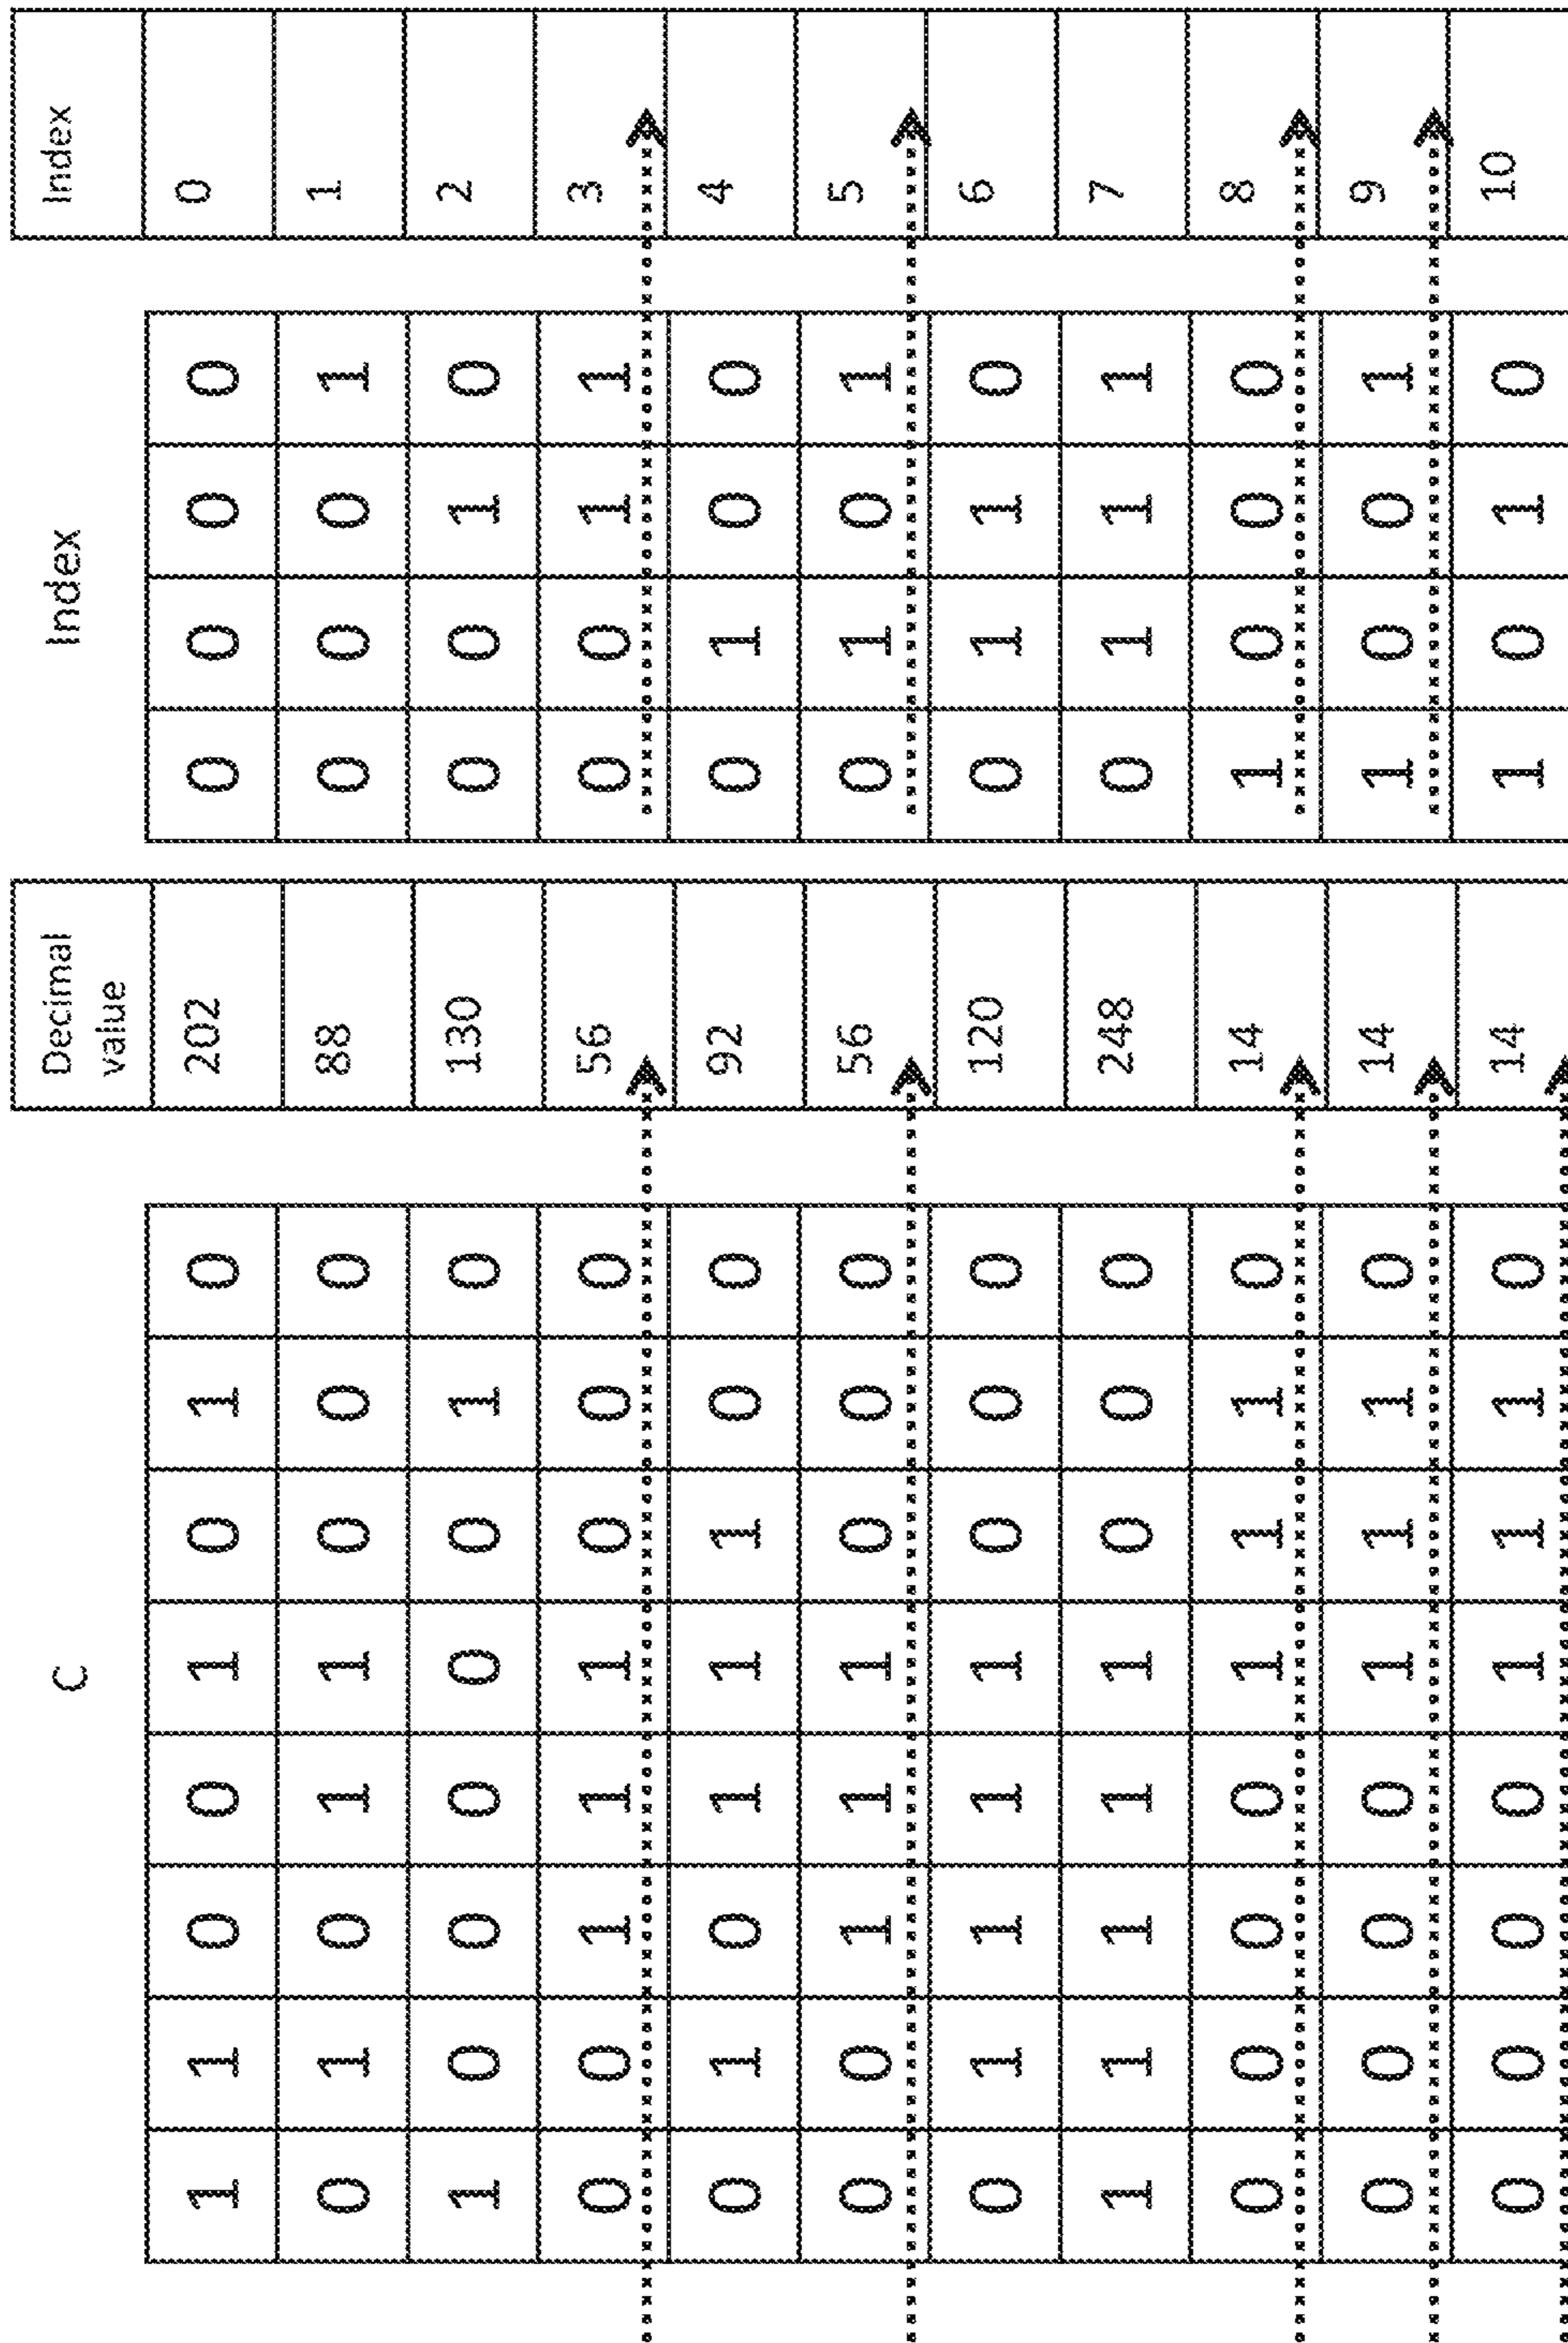 C Decimal value Index Index
1 1 0 0 1 0 1 0 202 0 0 0 0 0
0 1 0 1 1 0 0 0 88 0 0 0 1 1
1 0 0 0 0 0 1 0 130 0 0 1 0 2
0 0 1 1 1 0 0 0 56 0 0 1 1 3
0 1 0 1 1 1 0 0 92 0 1 0 0 4
0 0 1 1 1 0 0 0 56 0 1 0 1 5
0 1 1 1 1 0 0 0 120 0 1 1 0 6
1 1 1 1 1 0 0 0 248 0 1 1 1 7
0 0 0 0 1 1 1 0 14 1 0 0 0 8
0 0 0 0 1 1 1 0 14 1 0 0 1 9
0 0 0 0 1 1 1 0 14 1 0 1 0 10